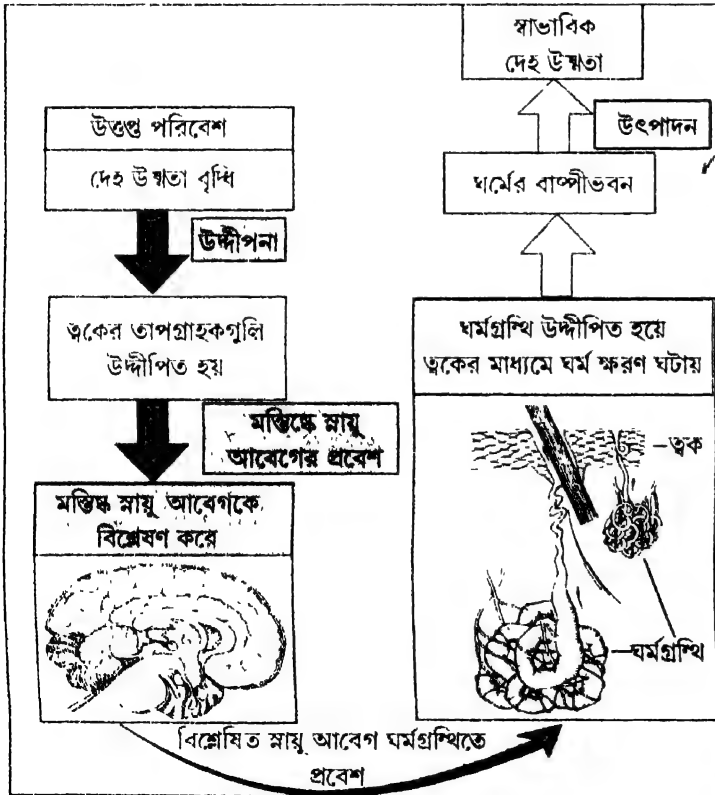 উত্তপ্ত পরিবেশ
দেহ উষ্ণতা বৃদ্ধি
উদ্দীপনা
ত্বকের তাপগ্রাহকগুলি
উদ্দীপিত হয়
মস্তিষ্কে স্নায়ু
আবেগের প্রবেশ
মস্তিষ্ক স্নায়ু আবেগকে
বিশ্লেষণ করে
বিশ্লেষিত স্নায়ু আবেগ ঘর্মগ্রন্থিতে
প্রবেশ
ঘর্মগ্রন্থি উদ্দীপিত হয়ে
ত্বকের মাধ্যমে ঘর্ম ক্ষরণ ঘটায়
ত্বক
ঘর্মগ্রন্থি
ঘর্মের বাষ্পীভবন
উৎপাদন
স্বাভাবিক
দেহ উষ্ণতা